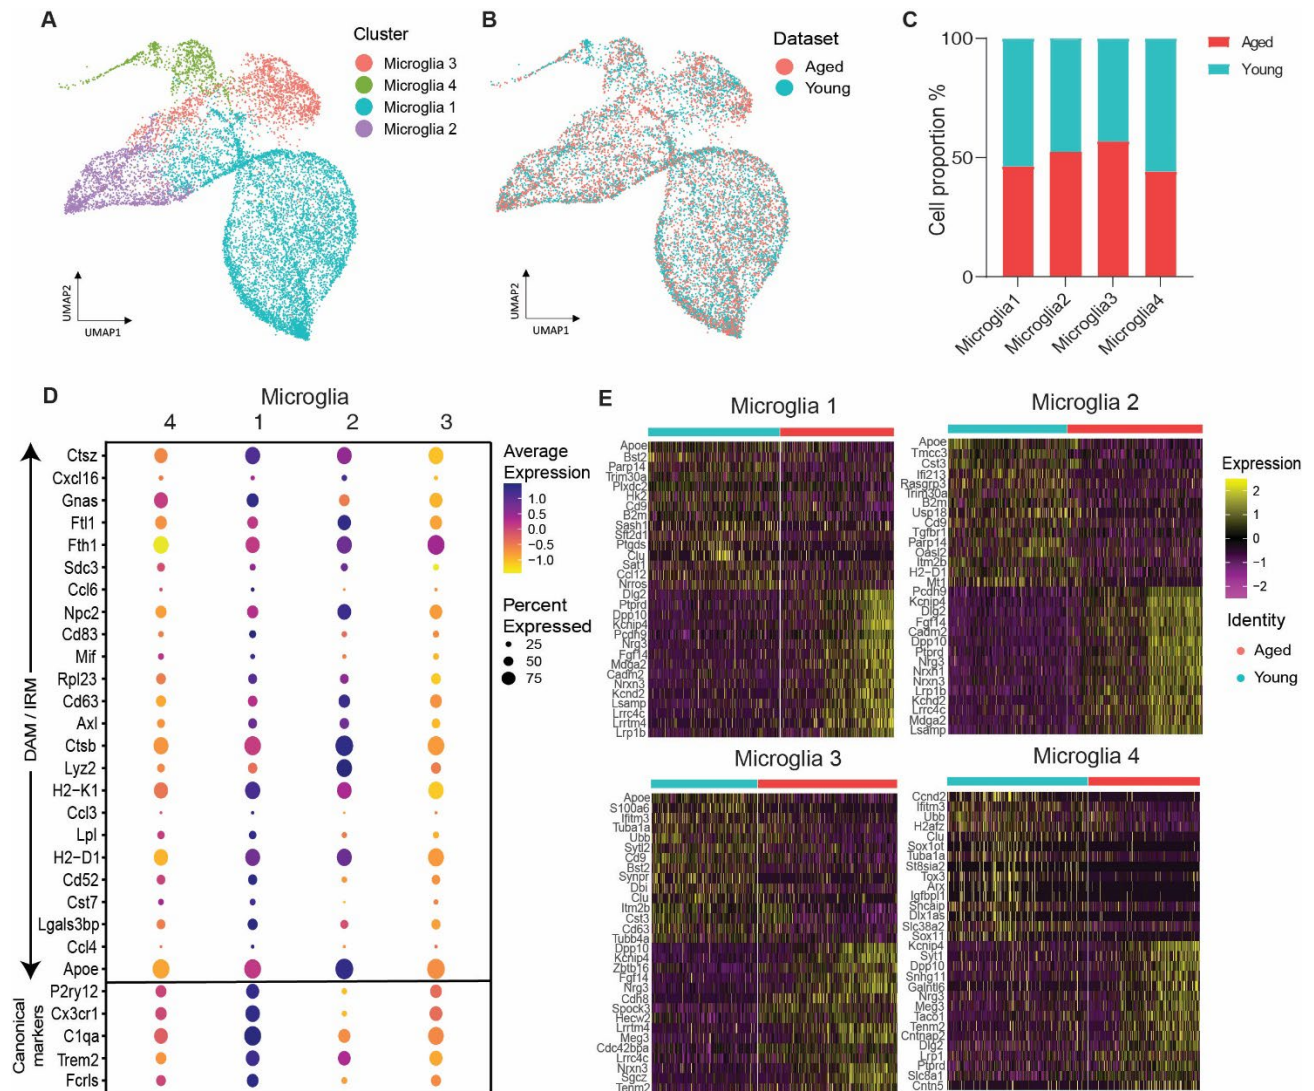 A
Cluster
Microglia 3
Microglia 4
Microglia 1
Microglia 2
UMAP2
UMAP1
B
Dataset
Aged
Young
UMAP2
UMAP1
C
Aged
Young
Cell proportion %
100
50
0
Microglia1
Microglia2
Microglia3
Microglia4
D
Microglia
4 1 2 3
DAM / IRM
Ctsz
Cxcl16
Gnas
Ftl1
Fth1
Sdc3
Ccl6
Npc2
Cd83
Mif
Rpl23
Cd63
Axl
Ctsb
Lyz2
H2−K1
Ccl3
Lpl
H2−D1
Cd52
Cst7
Lgals3bp
Ccl4
Apoe
Canonical
markers
P2ry12
Cx3cr1
C1qa
Trem2
Fcrls
Average
Expression
1.0
0.5
0.0
−0.5
−1.0
Percent
Expressed
25
50
75
E
Microglia 1
Apoe
Bst2
Parp14
Trim30a
Plxdc2
Hk2
Cd9
B2m
Sash1
Sft2d1
Ptgds
Clu
Sat1
Ccl12
Nrros
Dlg2
Ptprd
Dpp10
Kcnip4
Pcdh9
Nrg3
Fgf14
Mdga2
Cadm2
Nrxn3
Kcnd2
Lsamp
Lrrc4c
Lrrtm4
Lrp1b
Microglia 2
Apoe
Tmcc3
Cst3
Ifi213
Rasgrp3
Trim30a
B2m
Usp18
Cd9
Tgfbr1
Parp14
Oasl2
Itm2b
H2−D1
Mt1
Pcdh9
Kcnip4
Dlg2
Fgf14
Cadm2
Dpp10
Ptprd
Nrg3
Nrxn1
Nrxn3
Lrp1b
Kcnd2
Lrrc4c
Mdga2
Lsamp
Expression
2
1
0
−1
−2
Identity
Aged
Young
Microglia 3
Apoe
S100a6
Ifitm3
Tuba1a
Ubb
Sytl2
Cd9
Bst2
Synpr
Dbi
Clu
Itm2b
Cst3
Cd63
Tubb4a
Dpp10
Kcnip4
Zbtb16
Fgf14
Nrg3
Cdh8
Spock3
Hecw2
Lrrtm4
Meg3
Cdc42bpa
Lrrc4c
Nrxn3
Sgcz
Tenm2
Microglia 4
Ccnd2
Ifitm3
Ubb
H2afz
Clu
Sox1ot
Tuba1a
St8sia2
Tox3
Arx
Igfbpl1
Shcaip
Dlx1as
Slc38a2
Sox11
Kcnip4
Syt1
Dpp10
Snhg11
Galntl6
Nrg3
Meg3
Taco1
Tenm2
Cntnap2
Dlg2
Lrp1
Ptprd
Slc8a1
Cntn5